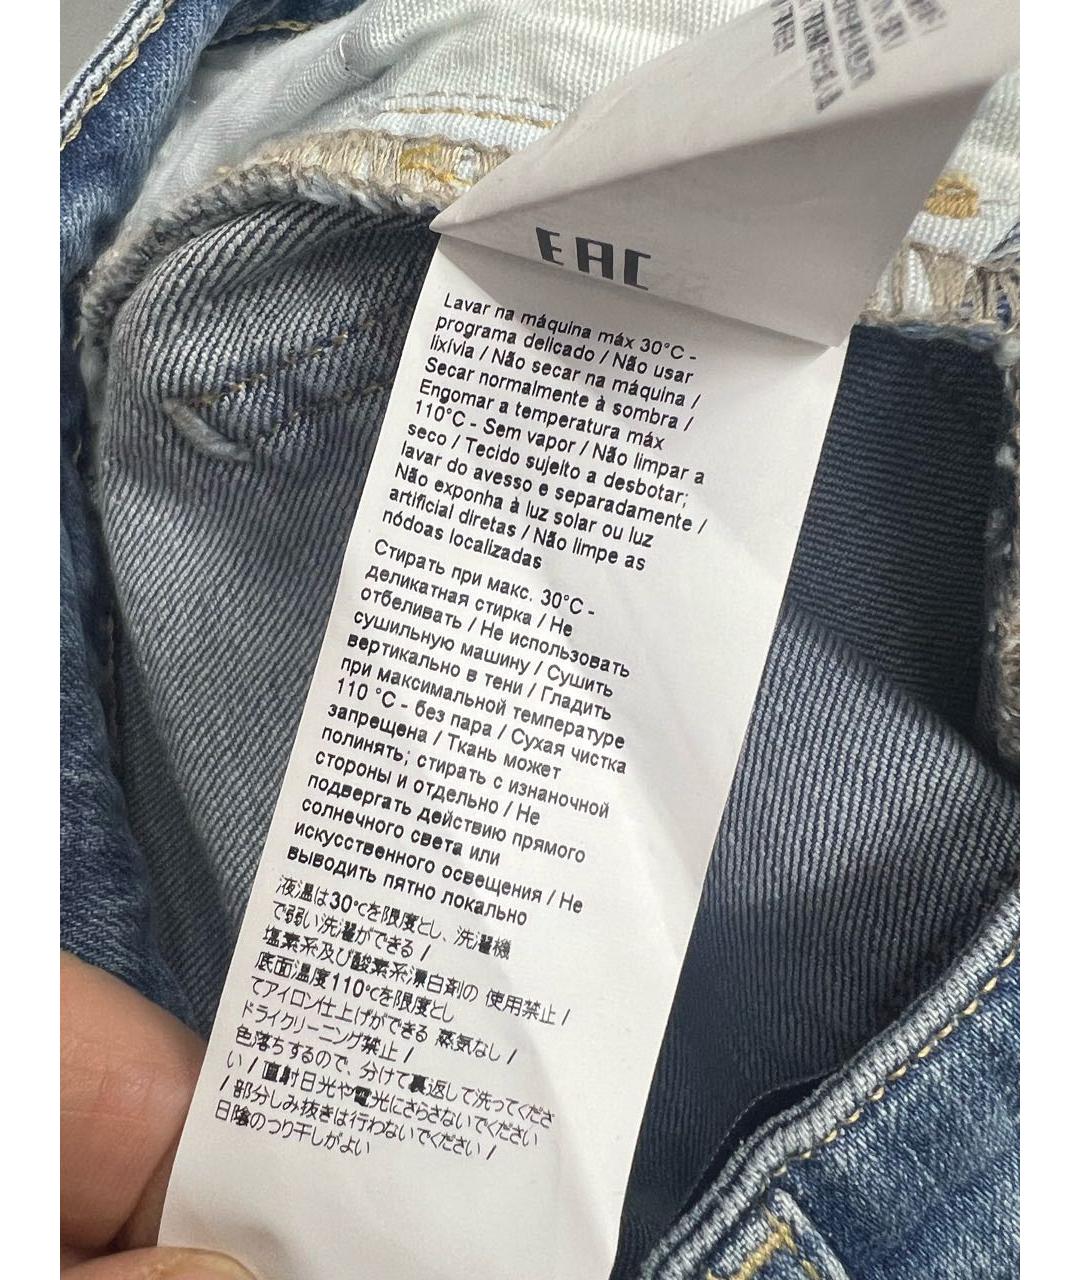 EAC
Lavar na máquina máx 30°C -
programa delicado / Não usar
lixívia / Não secar na máquina /
Secar normalmente à sombra /
Engomar a temperatura máx
110°C - Sem vapor / Não limpar a
seco / Tecido sujeito a desbotar;
lavar do avesso e separadamente /
Não exponha à luz solar ou luz
artificial diretas / Não limpe as
nódoas localizadas
Стирать при макс. 30°C -
деликатная стирка / Не
отбеливать / Не использовать
сушильную машину / Сушить
вертикально в тени / Гладить
при максимальной температуре
110 °C - без пара / Сухая чистка
запрещена / Ткань может
полинять; стирать с изнаночной
стороны и отдельно / Не
подвергать действию прямого
солнечного света или
искусственного освещения / Не
выводить пятно локально
液温は30℃を限度とし、洗濯機
で弱い洗濯ができる /
塩素系及び酸素系漂白剤の 使用禁止 /
底面温度110℃を限度とし
てアイロン仕上げができる 蒸気なし /
ドライクリーニング禁止 /
色落ちするので、分けて裏返して洗ってくださ
い / 直射日光や電光にさらさないでください
/ 部分しみ抜きは行わないでください /
日陰のつり干しがよい